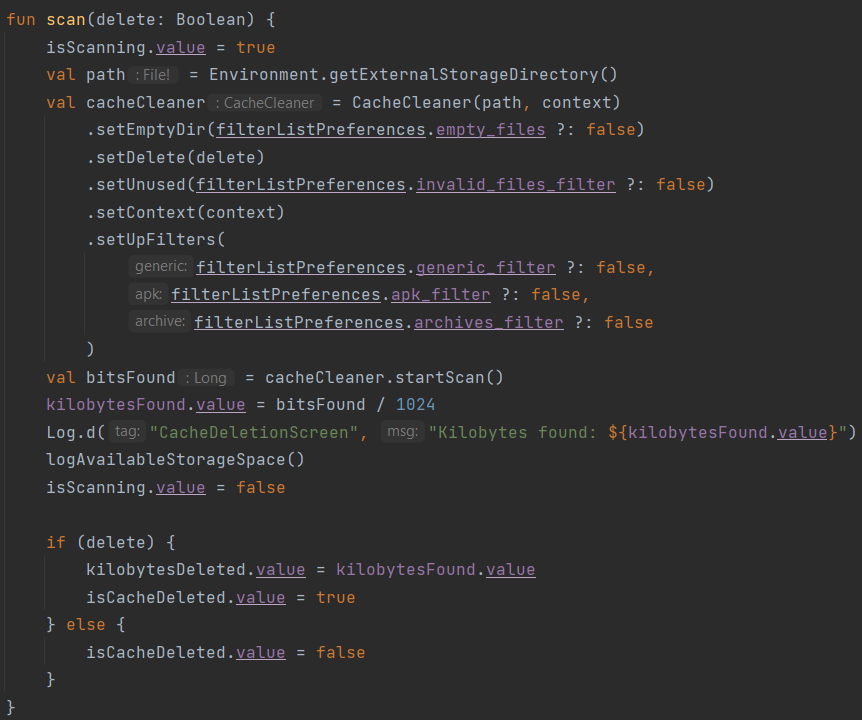 fun scan(delete: Boolean) {
isScanning.value = true
val path : File! = Environment.getExternalStorageDirectory()
val cacheCleaner : CacheCleaner = CacheCleaner(path, context)
.setEmptyDir(filterListPreferences.empty_files ?: false)
.setDelete(delete)
.setUnused(filterListPreferences.invalid_files_filter ?: false)
.setContext(context)
.setUpFilters(
generic: filterListPreferences.generic_filter ?: false,
apk: filterListPreferences.apk_filter ?: false,
archive: filterListPreferences.archives_filter ?: false
)
val bitsFound : Long = cacheCleaner.startScan()
kilobytesFound.value = bitsFound / 1024
Log.d( tag: "CacheDeletionScreen", msg: "Kilobytes found: ${kilobytesFound.value}")
logAvailableStorageSpace()
isScanning.value = false
if (delete) {
kilobytesDeleted.value = kilobytesFound.value
isCacheDeleted.value = true
} else {
isCacheDeleted.value = false
}
}